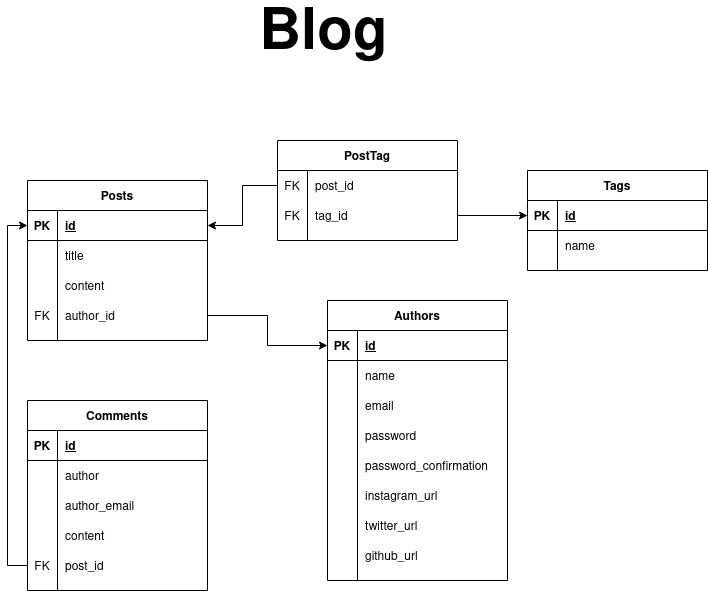 Blog
PostTag
FK post_id
FK tag_id
Posts
PK id
title
content
FK author_id
Tags
PK id
name
Authors
PK id
name
email
password
password_confirmation
instagram_url
twitter_url
github_url
Comments
PK id
author
author_email
content
FK post_id